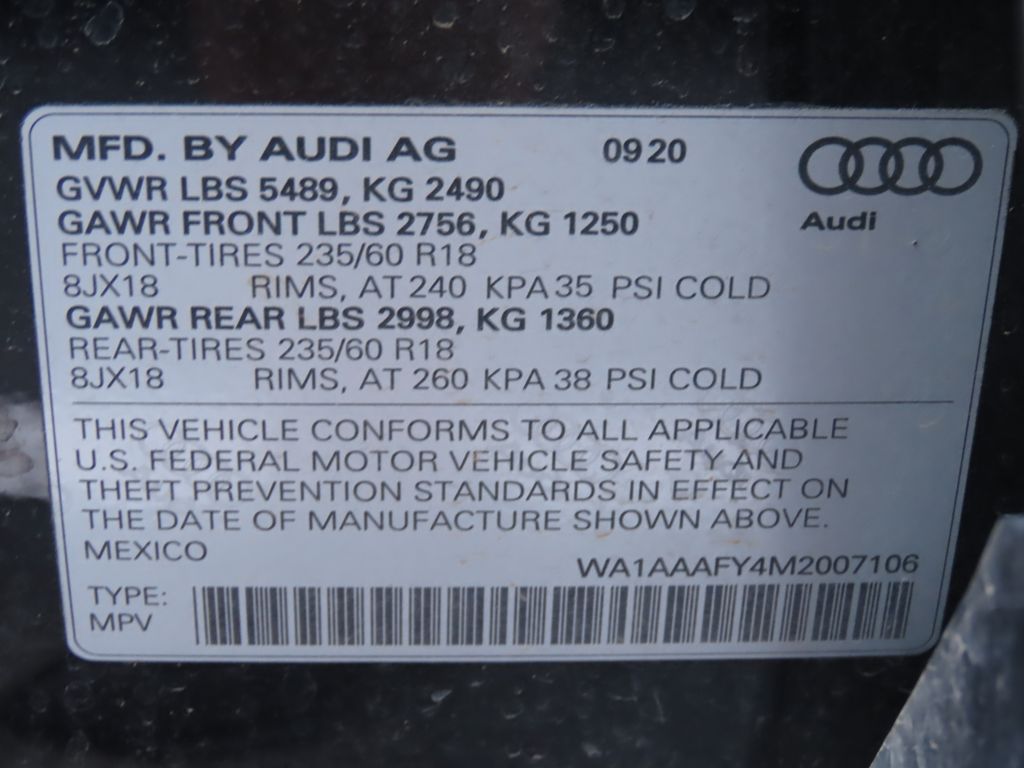 MFD. BY AUDI AG 0920
GVWR LBS 5489, KG 2490
GAWR FRONT LBS 2756, KG 1250
Audi
FRONT-TIRES 235/60 R18
8JX18 RIMS, AT 240 KPA 35 PSI COLD
GAWR REAR LBS 2998, KG 1360
REAR-TIRES 235/60 R18
8JX18 RIMS, AT 260 KPA 38 PSI COLD
THIS VEHICLE CONFORMS TO ALL APPLICABLE
U.S. FEDERAL MOTOR VEHICLE SAFETY AND
THEFT PREVENTION STANDARDS IN EFFECT ON
THE DATE OF MANUFACTURE SHOWN ABOVE.
MEXICO WA1AAAFY4M2007106
TYPE:
MPV